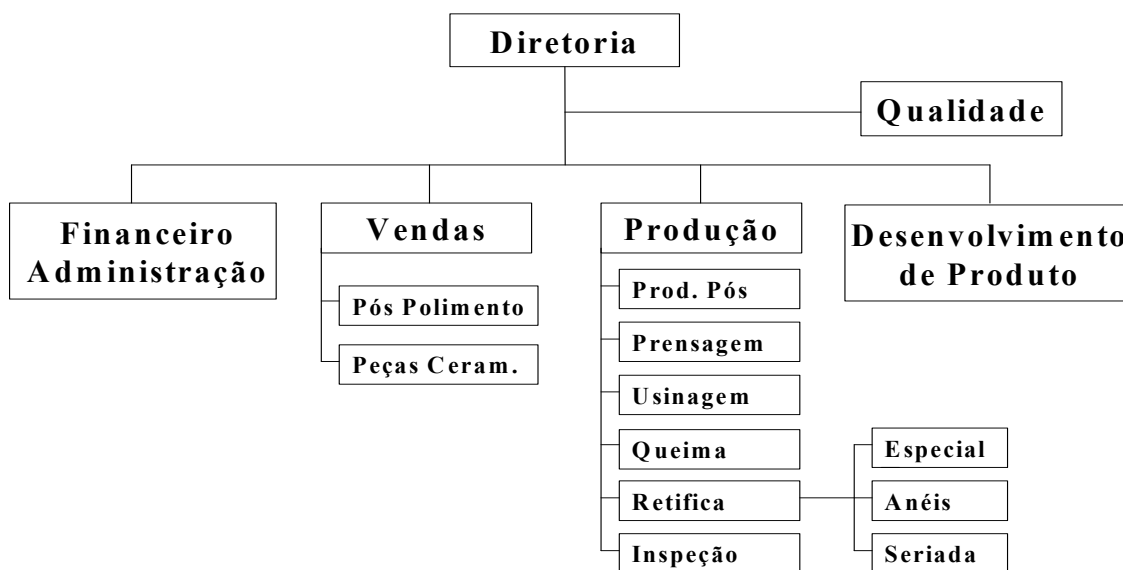 Diretoria
Qualidade
Financeiro
Administração
Vendas
Pós Polimento
Peças Ceram.
Produção
Prod. Pós
Prensagem
Usinagem
Queima
Retifica
Inspeção
Especial
Anéis
Seriada
Desenvolvimento
de Produto